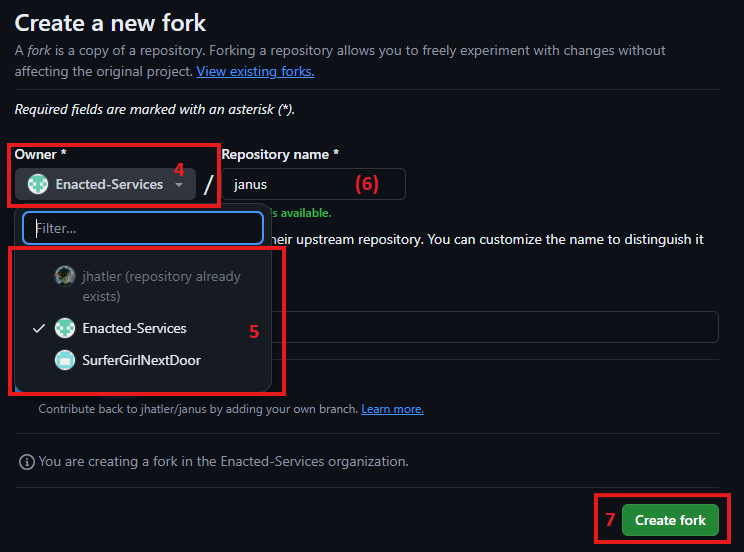 Create a new fork
A fork is a copy of a repository. Forking a repository allows you to freely experiment with changes without
affecting the original project. View existing forks.
Required fields are marked with an asterisk (*).
Owner * Repository name *
4
Enacted-Services / janus (6)
Filter... is available.
heir upstream repository. You can customize the name to distinguish it
jhatler (repository already
exists)
Enacted-Services 5
SurferGirlNextDoor
Contribute back to jhatler/janus by adding your own branch. Learn more.
You are creating a fork in the Enacted-Services organization.
7 Create fork